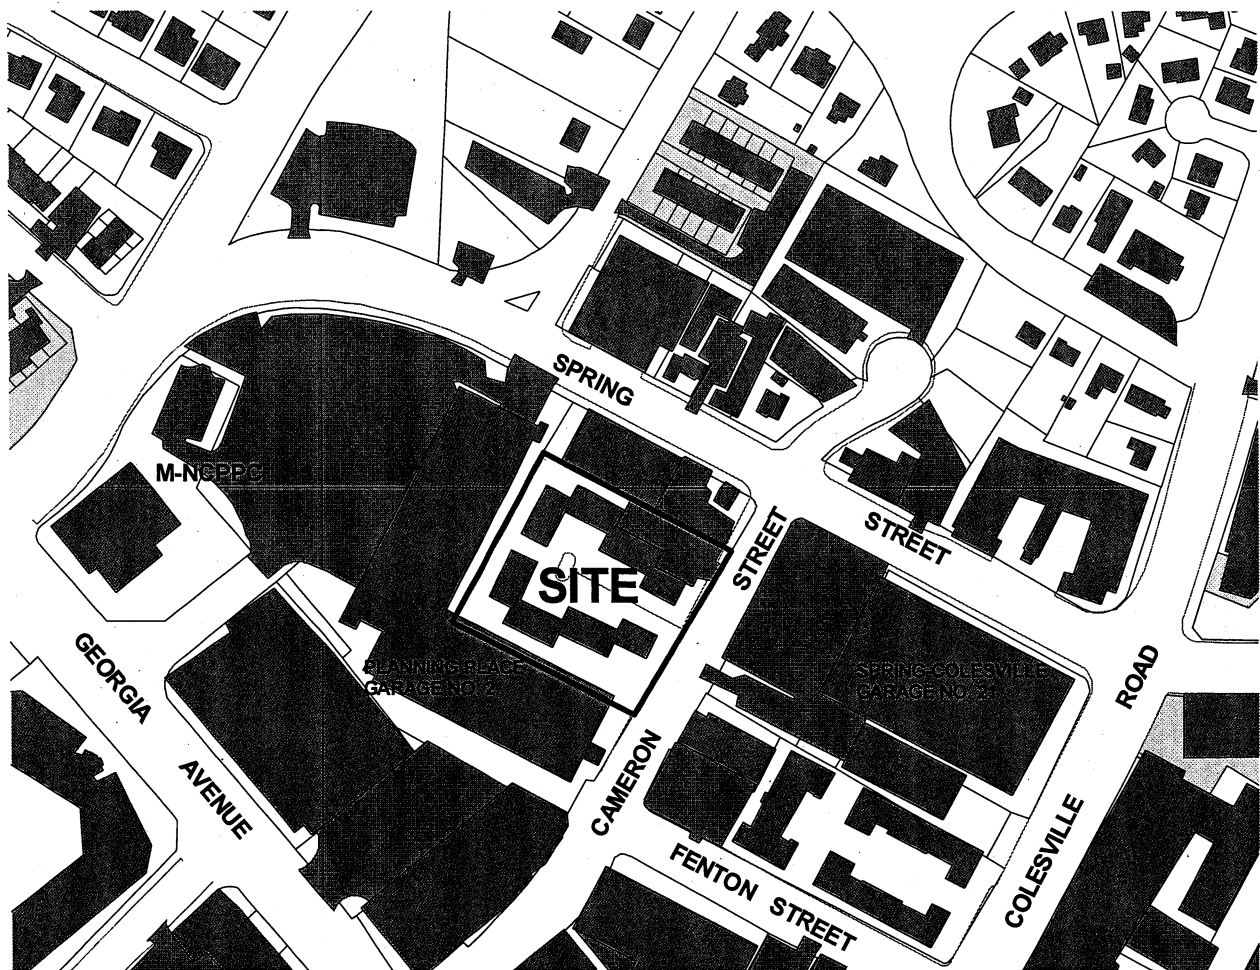 SPRING
M-NCPPC
STREET
STREET
SITE
GEORGIA
PLANNING PLACE
GARAGE NO. 2
SPRING-COLESVILLE
GARAGE NO. 21
ROAD
CAMERON
AVENUE
COLESVILLE
FENTON STREET